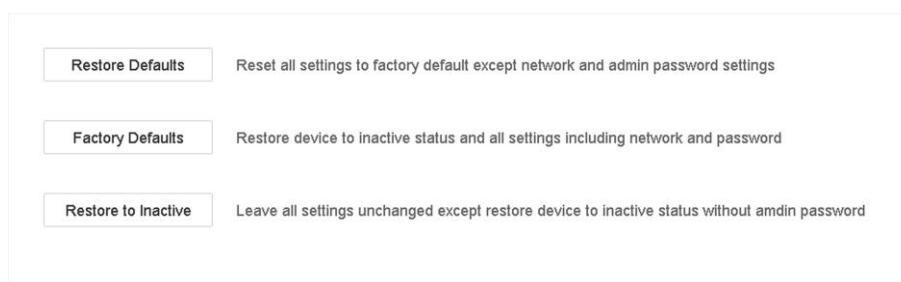 Restore Defaults Reset all settings to factory default except network and admin password settings
Factory Defaults Restore device to inactive status and all settings including network and password
Restore to Inactive Leave all settings unchanged except restore device to inactive status without amdin password